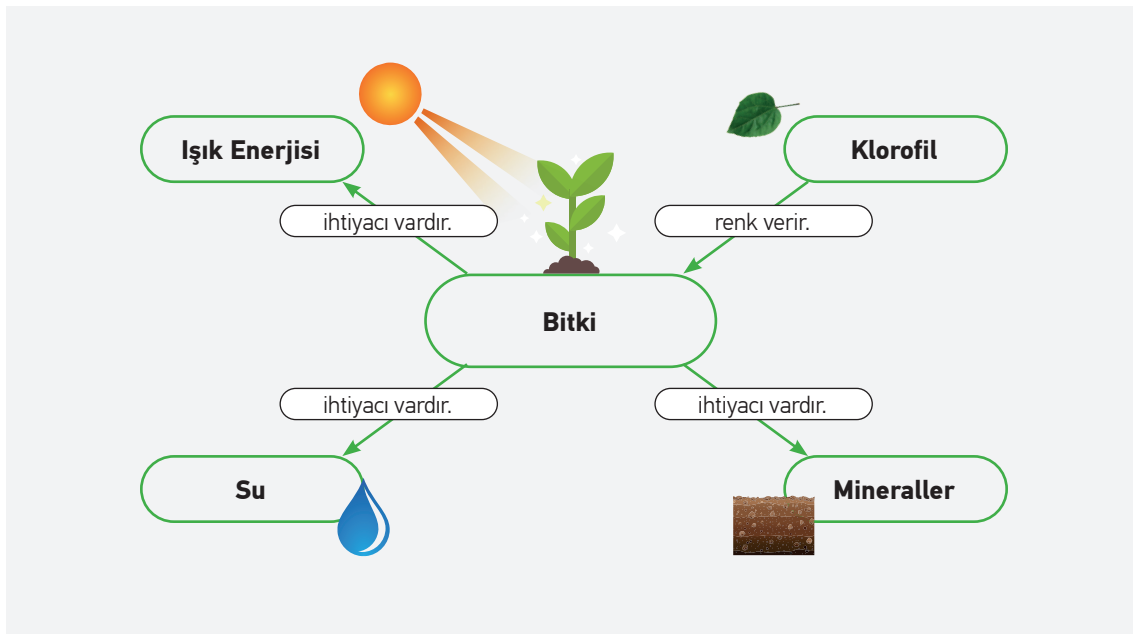 Işık Enerjisi
Klorofil
ihtiyacı vardır.
renk verir.
Bitki
ihtiyacı vardır.
ihtiyacı vardır.
Su
Mineraller